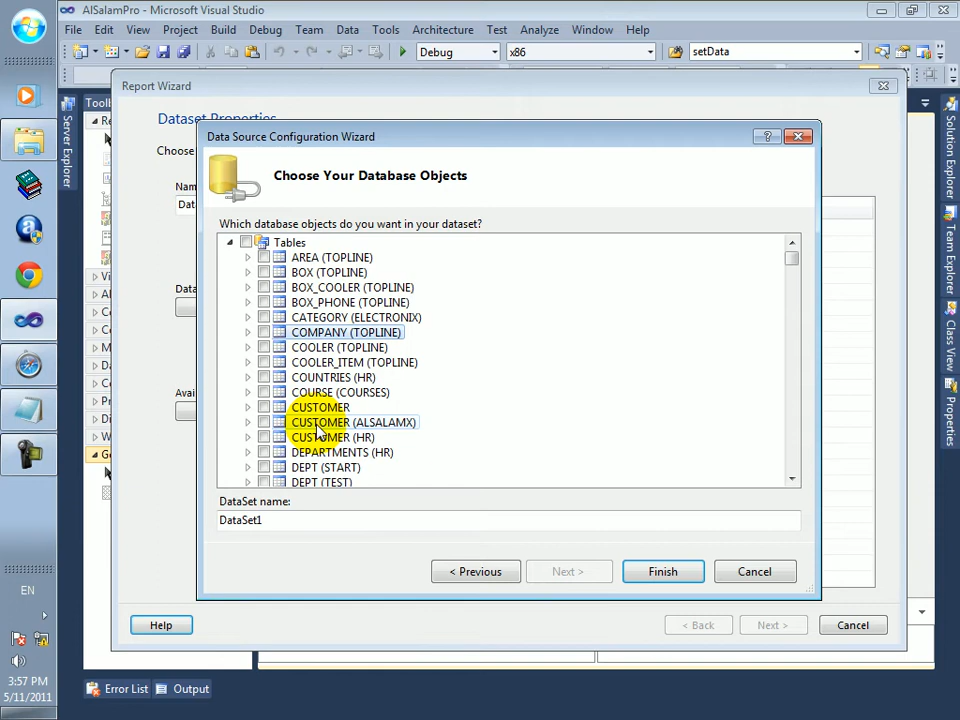 AlSalamPro - Microsoft Visual Studio
File Edit View Project Build Debug Team Data Tools Architecture Test Analyze Window Help
Debug x86 setData
Report Wizard
Data Source Configuration Wizard
Choose Your Database Objects
Which database objects do you want in your dataset?
Tables
AREA (TOPLINE)
BOX (TOPLINE)
BOX_COOLER (TOPLINE)
BOX_PHONE (TOPLINE)
CATEGORY (ELECTRONIX)
COMPANY (TOPLINE)
COOLER (TOPLINE)
COOLER_ITEM (TOPLINE)
COUNTRIES (HR)
COURSE (COURSES)
CUSTOMER
CUSTOMER (ALSALAMX)
CUSTOMER (HR)
DEPARTMENTS (HR)
DEPT (START)
DEPT (TEST)
DataSet name:
DataSet1
< Previous Next > Finish Cancel
Help < Back Next > Cancel
Server Explorer
Solution Explorer
Team Explorer
Class View
Properties
Error List Output
EN
3:57 PM
5/11/2011